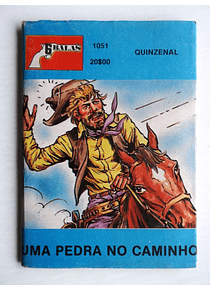 6 BALAS
1051
20$00
QUINZENAL
UMA PEDRA NO CAMINHO